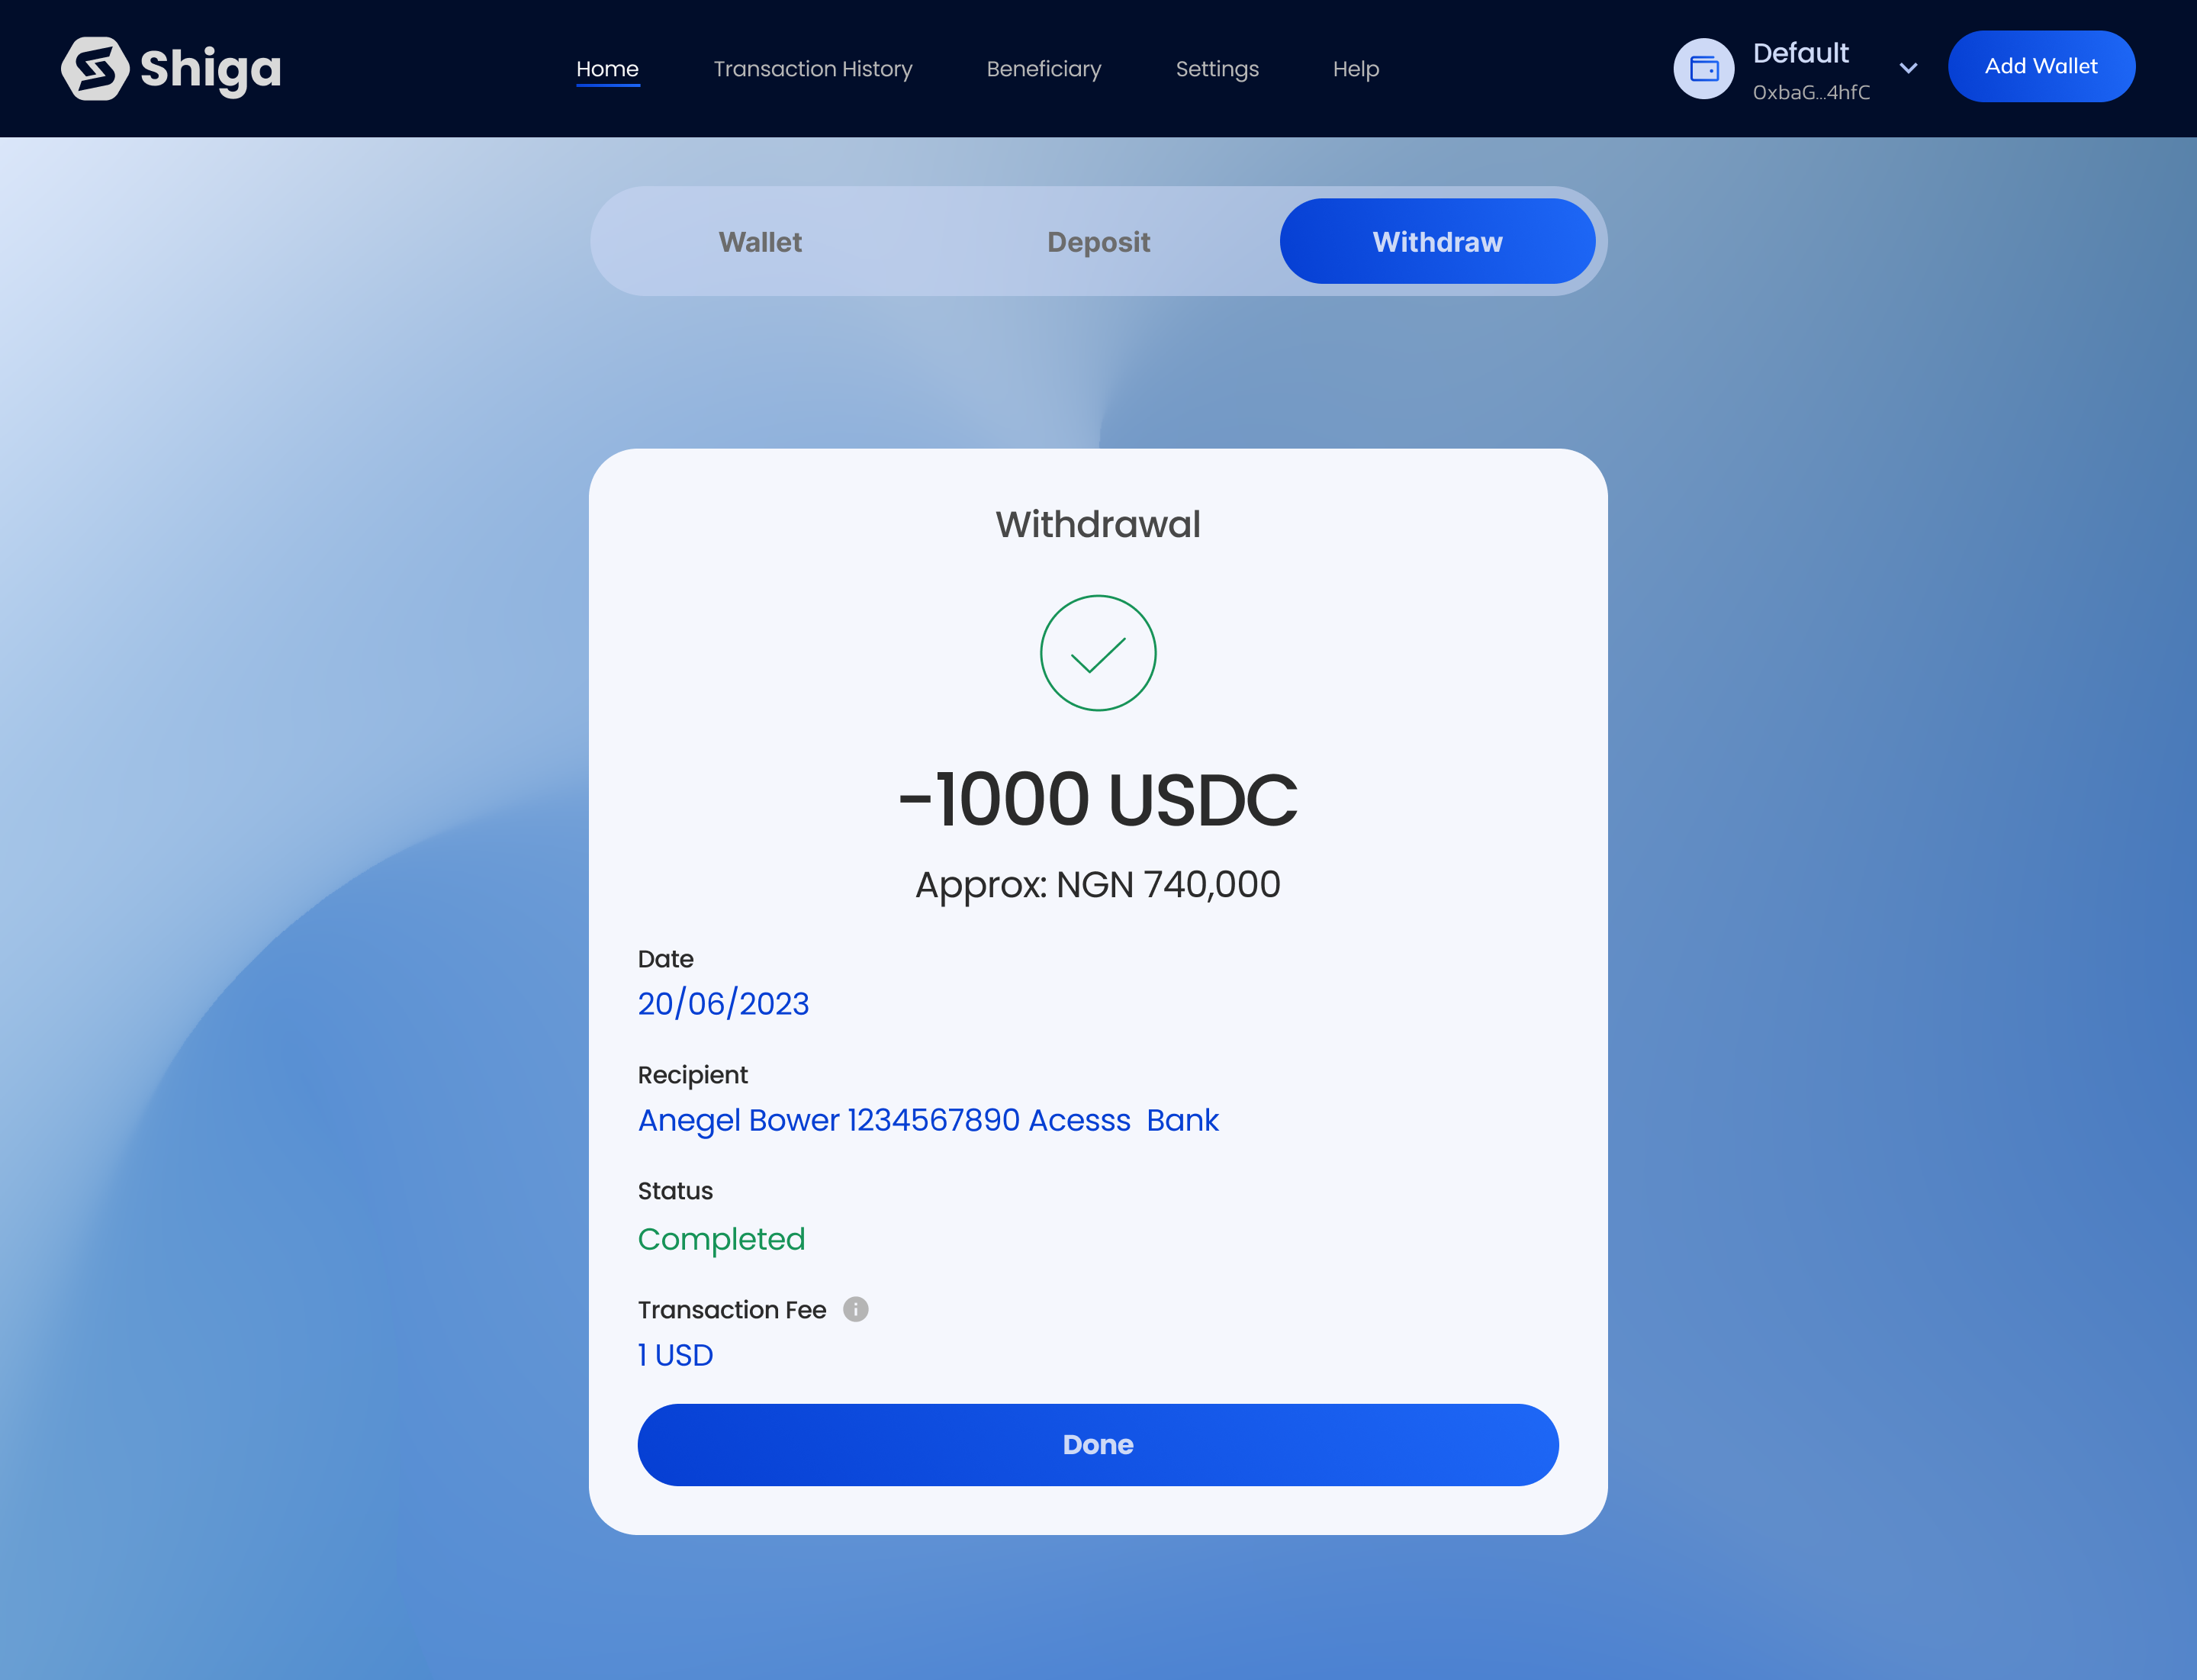 Shiga
Home
Transaction History
Beneficiary
Settings
Help
Default
0xbaG...4hfC
Add Wallet
Wallet
Deposit
Withdraw
Withdrawal
-1000 USDC
Approx: NGN 740,000
Date
20/06/2023
Recipient
Anegel Bower 1234567890 Acesss  Bank
Status
Completed
Transaction Fee
1 USD
Done